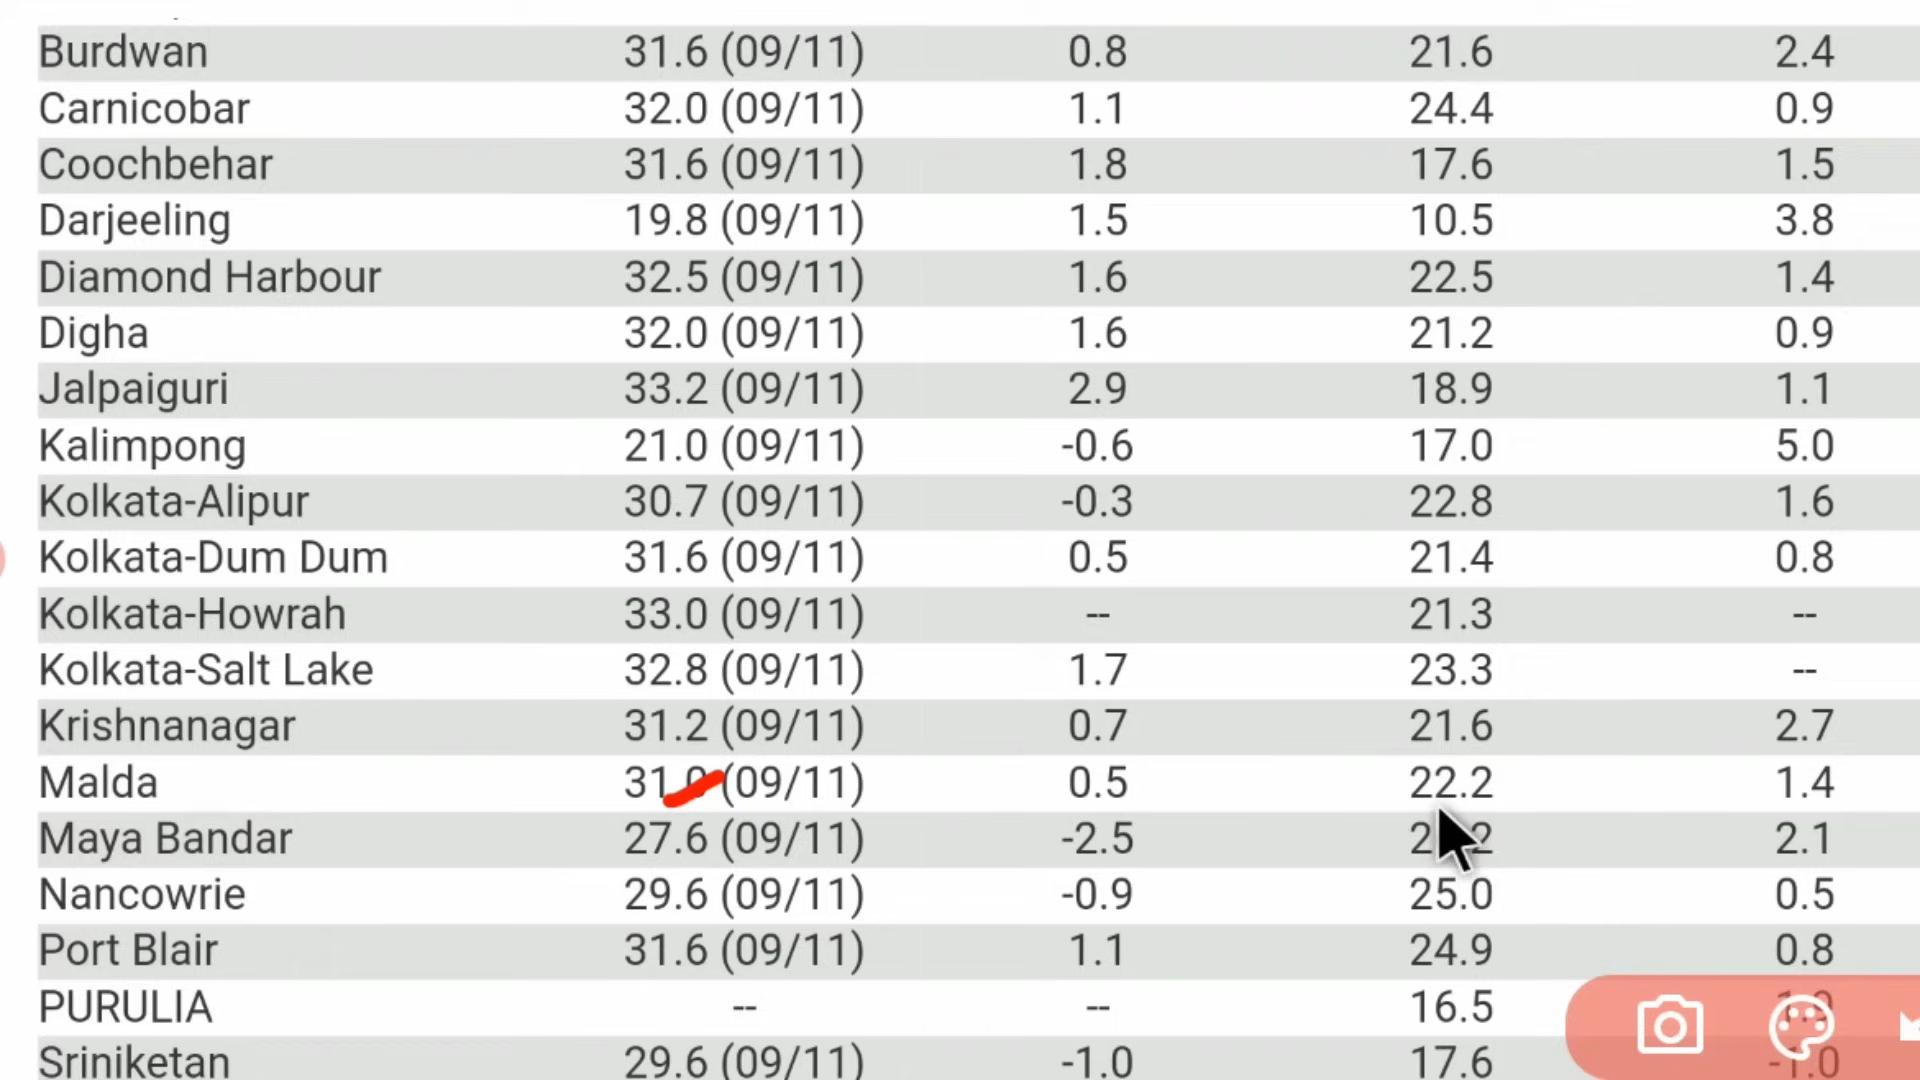 Burdwan 31.6 (09/11) 0.8 21.6 2.4
Carnicobar 32.0 (09/11) 1.1 24.4 0.9
Coochbehar 31.6 (09/11) 1.8 17.6 1.5
Darjeeling 19.8 (09/11) 1.5 10.5 3.8
Diamond Harbour 32.5 (09/11) 1.6 22.5 1.4
Digha 32.0 (09/11) 1.6 21.2 0.9
Jalpaiguri 33.2 (09/11) 2.9 18.9 1.1
Kalimpong 21.0 (09/11) -0.6 17.0 5.0
Kolkata-Alipur 30.7 (09/11) -0.3 22.8 1.6
Kolkata-Dum Dum 31.6 (09/11) 0.5 21.4 0.8
Kolkata-Howrah 33.0 (09/11) -- 21.3 --
Kolkata-Salt Lake 32.8 (09/11) 1.7 23.3 --
Krishnanagar 31.2 (09/11) 0.7 21.6 2.7
Malda (09/11) 0.5 22.2 1.4
Maya Bandar 27.6 (09/11) -2.5 2.1
Nancowrie 29.6 (09/11) -0.9 25.0 0.5
Port Blair 31.6 (09/11) 1.1 24.9 0.8
PURULIA -- -- 16.5
Sriniketan 29.6 (09/11) -1.0 17.6 -1.0